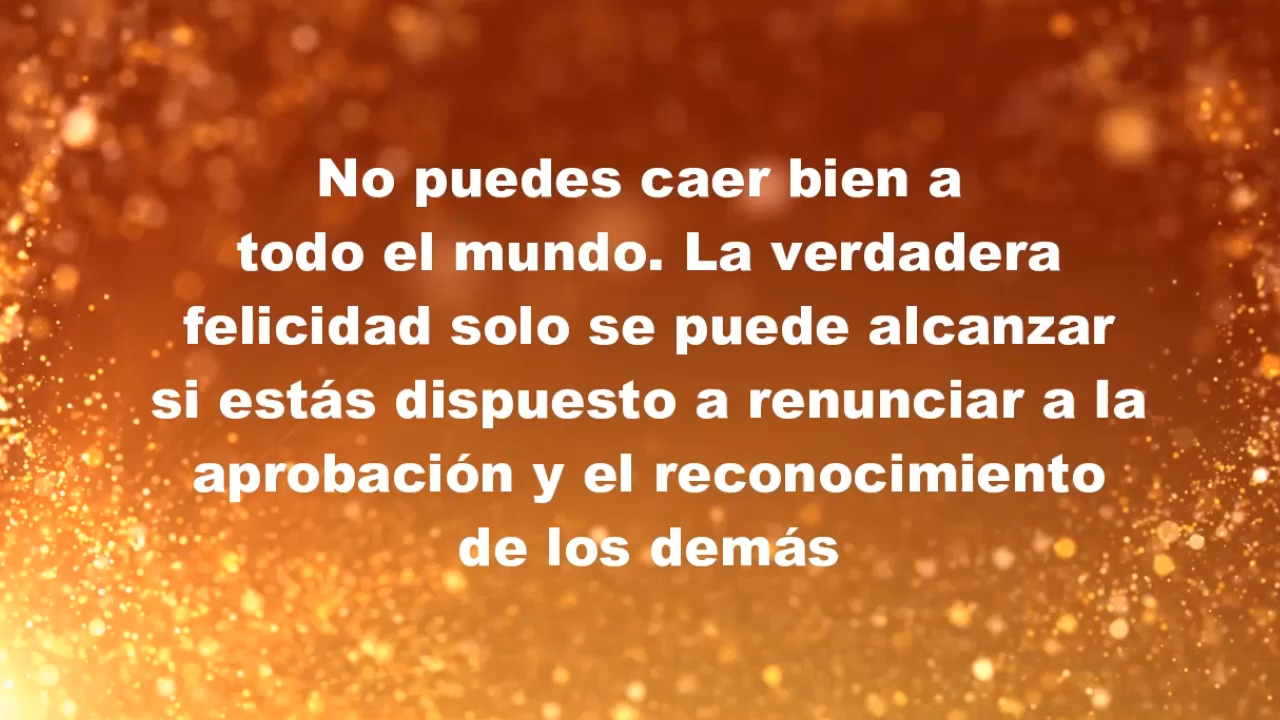 No puedes caer bien a
todo el mundo. La verdadera
felicidad solo se puede alcanzar
si estás dispuesto a renunciar a la
aprobación y el reconocimiento
de los demás